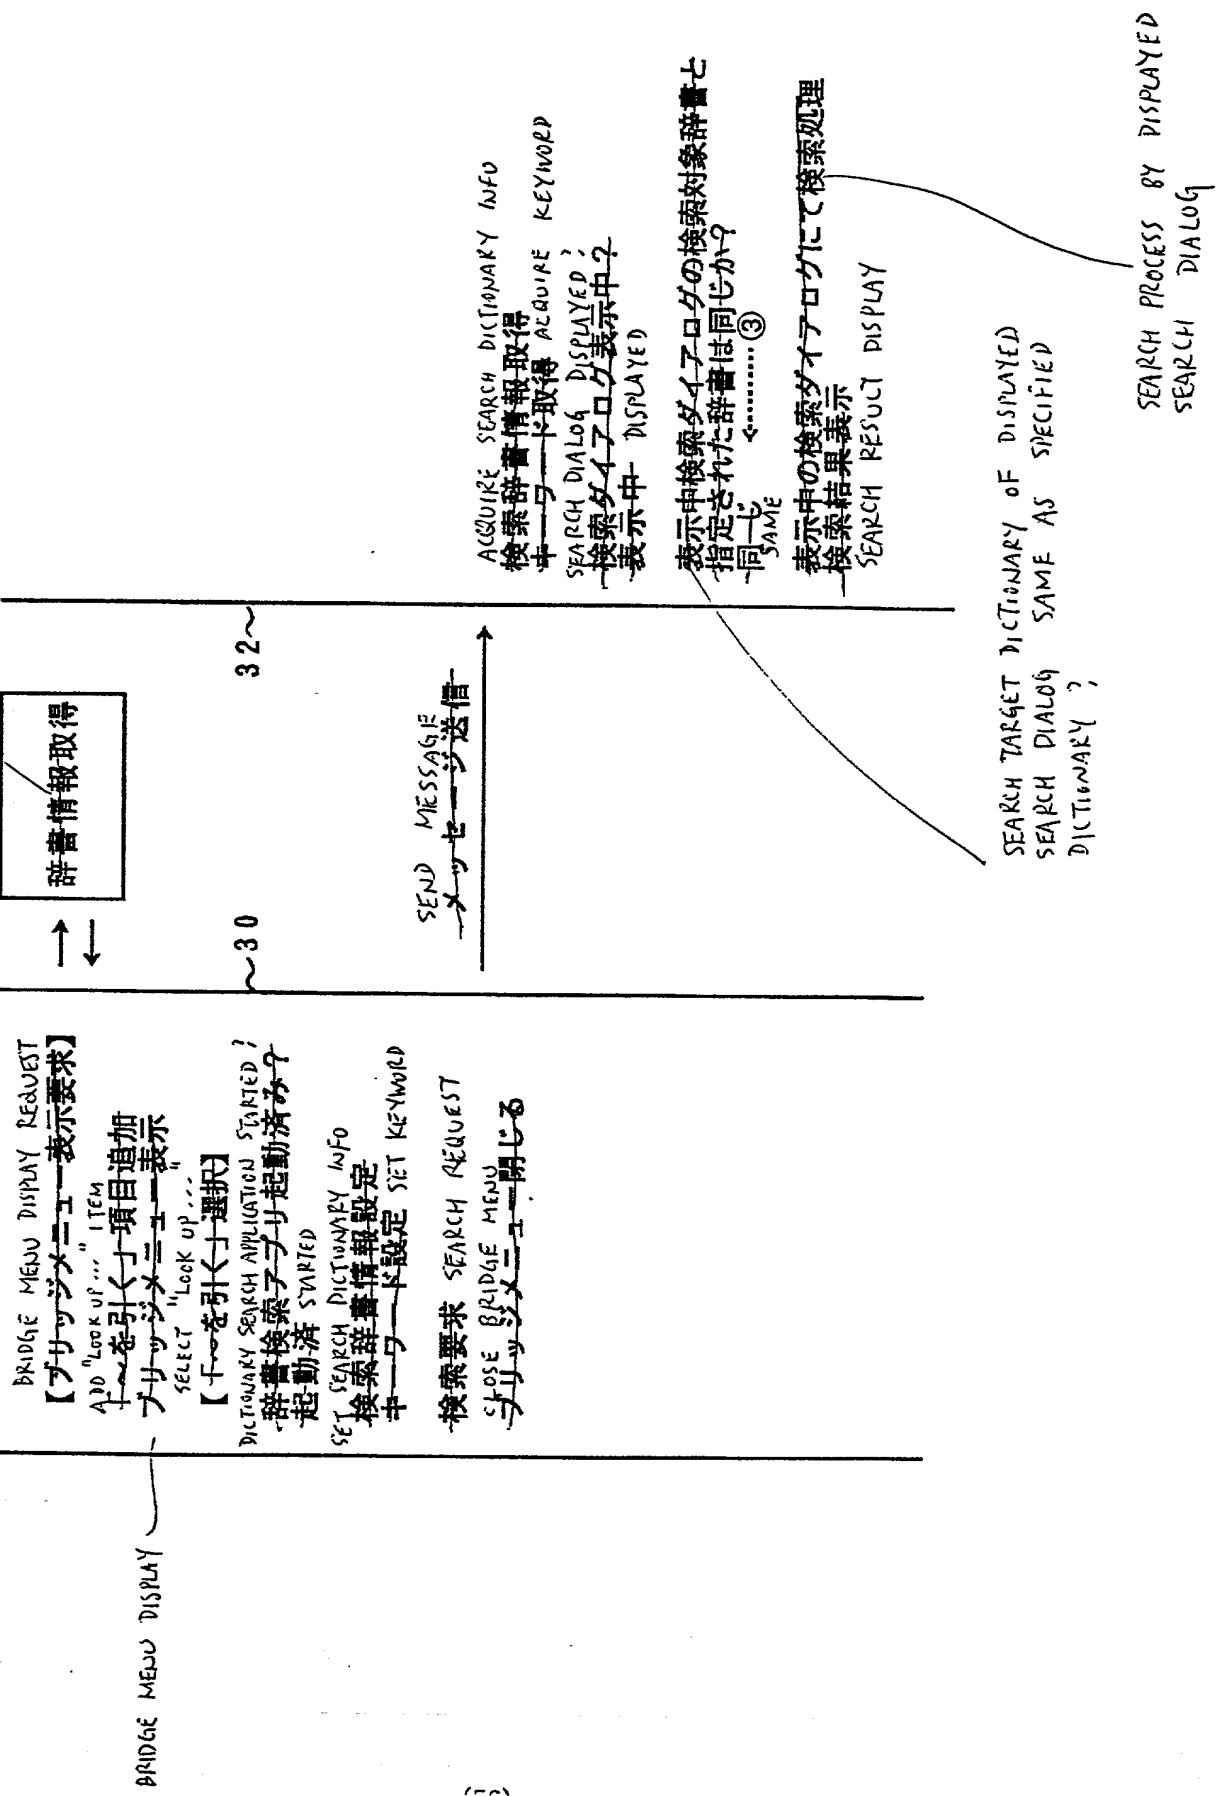 BRIDGE MENU DISPLAY REQUEST
【ブリッジメニュー表示要求】
ADD "LOOK UP..." ITEM
「～を引く」項目追加
ブリッジメニュー表示
BRIDGE MENU DISPLAY
SELECT "LOOK UP..."
【「～を引く」選択】
DICTIONARY SEARCH APPLICATION STARTED?
辞書検索アプリ起動済み?
起動済 STARTED
SET SEARCH DICTIONARY INFO
検索辞書情報設定
キーワード設定 SET KEYWORD
検索要求 SEARCH REQUEST
CLOSE BRIDGE MENU
ブリッジメニュー閉じる
辞書情報取得
～30
32～
SEND MESSAGE
メッセージ送信
ACQUIRE SEARCH DICTIONARY INFO
検索辞書情報取得
キーワード取得 ACQUIRE KEYWORD
SEARCH DIALOG DISPLAYED?
検索ダイアログ表示中?
表示中 DISPLAYED
表示中検索ダイアログの検索対象辞書と
指定された辞書は同じか?
同じ ③
SAME
表示中の検索ダイアログにて検索処理
検索結果表示
SEARCH RESULT DISPLAY
SEARCH TARGET DICTIONARY OF DISPLAYED
SEARCH DIALOG SAME AS SPECIFIED
DICTIONARY?
SEARCH PROCESS BY DISPLAYED
SEARCH DIALOG